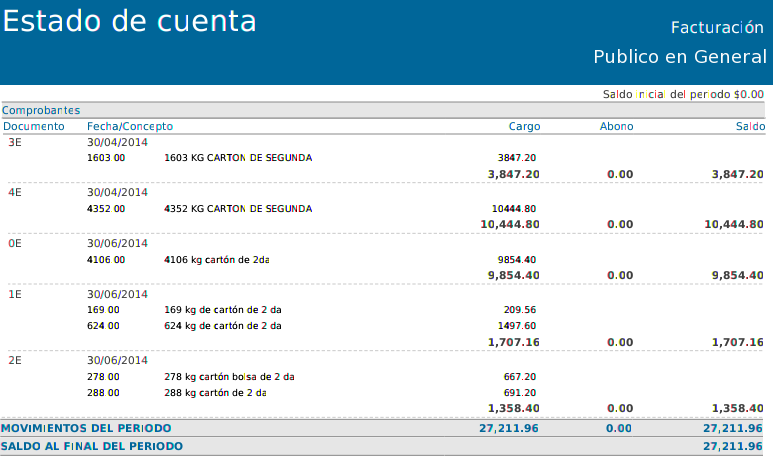 Estado de cuenta
Facturación
Publico en General
Saldo inicial del periodo $0.00
Comprobantes
Documento Fecha/Concepto Cargo Abono Saldo
3E 30/04/2014
1603 00 1603 KG CARTON DE SEGUNDA 3847.20
3,847.20 0.00 3,847.20
4E 30/04/2014
4352 00 4352 KG CARTON DE SEGUNDA 10444.80
10,444.80 0.00 10,444.80
0E 30/06/2014
4106 00 4106 kg cartón de 2da 9854.40
9,854.40 0.00 9,854.40
1E 30/06/2014
169 00 169 kg de cartón de 2 da 209.56
624 00 624 kg de cartón de 2 da 1497.60
1,707.16 0.00 1,707.16
2E 30/06/2014
278 00 278 kg cartón bolsa de 2 da 667.20
288 00 288 kg cartón de 2 da 691.20
1,358.40 0.00 1,358.40
MOVIMIENTOS DEL PERIODO 27,211.96 0.00 27,211.96
SALDO AL FINAL DEL PERIODO 27,211.96